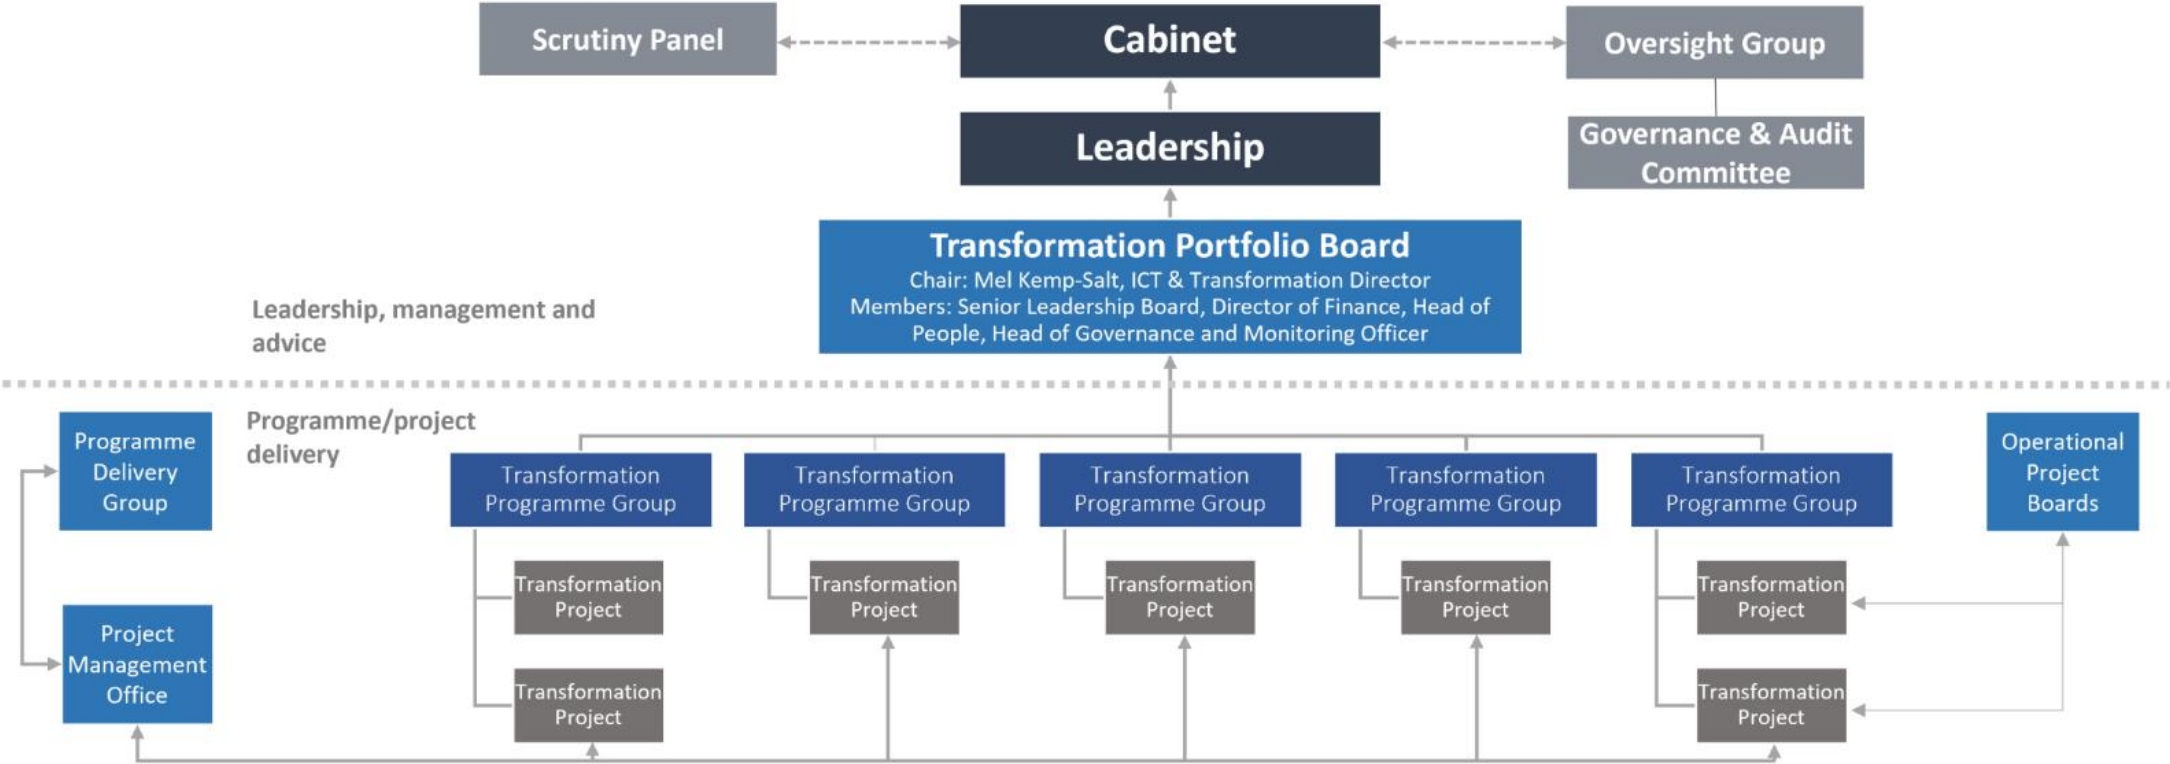 Scrutiny Panel
Cabinet
Oversight Group
Leadership
Governance & Audit
Committee
Transformation Portfolio Board
Chair: Mel Kemp-Salt, ICT & Transformation Director
Members: Senior Leadership Board, Director of Finance, Head of
People, Head of Governance and Monitoring Officer
Leadership, management and
advice
Programme/project
delivery
Programme
Delivery
Group
Project
Management
Office
Transformation
Programme Group
Transformation
Project
Transformation
Project
Transformation
Programme Group
Transformation
Project
Transformation
Programme Group
Transformation
Project
Transformation
Programme Group
Transformation
Project
Transformation
Programme Group
Transformation
Project
Transformation
Project
Operational
Project
Boards